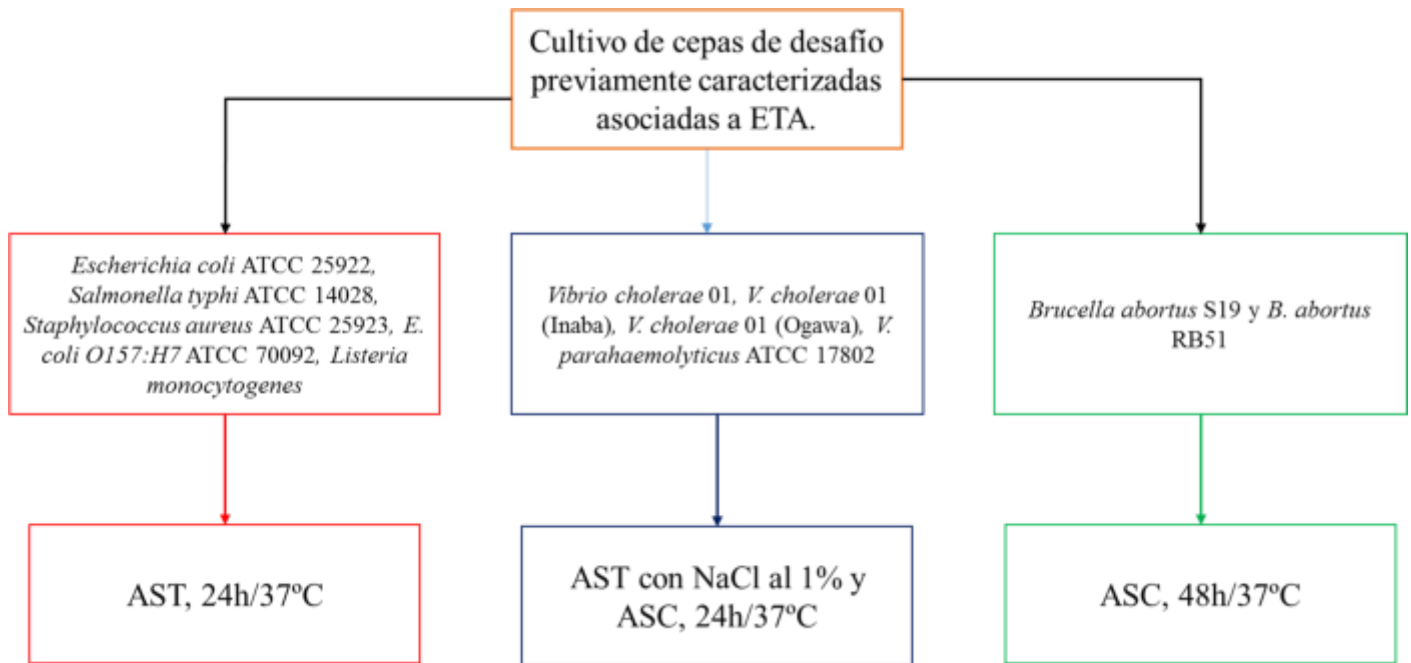 Cultivo de cepas de desafío
previamente caracterizadas
asociadas a ETA.
Escherichia coli ATCC 25922,
Salmonella typhi ATCC 14028,
Staphylococcus aureus ATCC 25923, E.
coli O157:H7 ATCC 70092, Listeria
monocytogenes
Vibrio cholerae 01, V. cholerae 01
(Inaba), V. cholerae 01 (Ogawa), V.
parahaemolyticus ATCC 17802
Brucella abortus S19 y B. abortus
RB51
AST, 24h/37ºC
AST con NaCl al 1% y
ASC, 24h/37ºC
ASC, 48h/37ºC